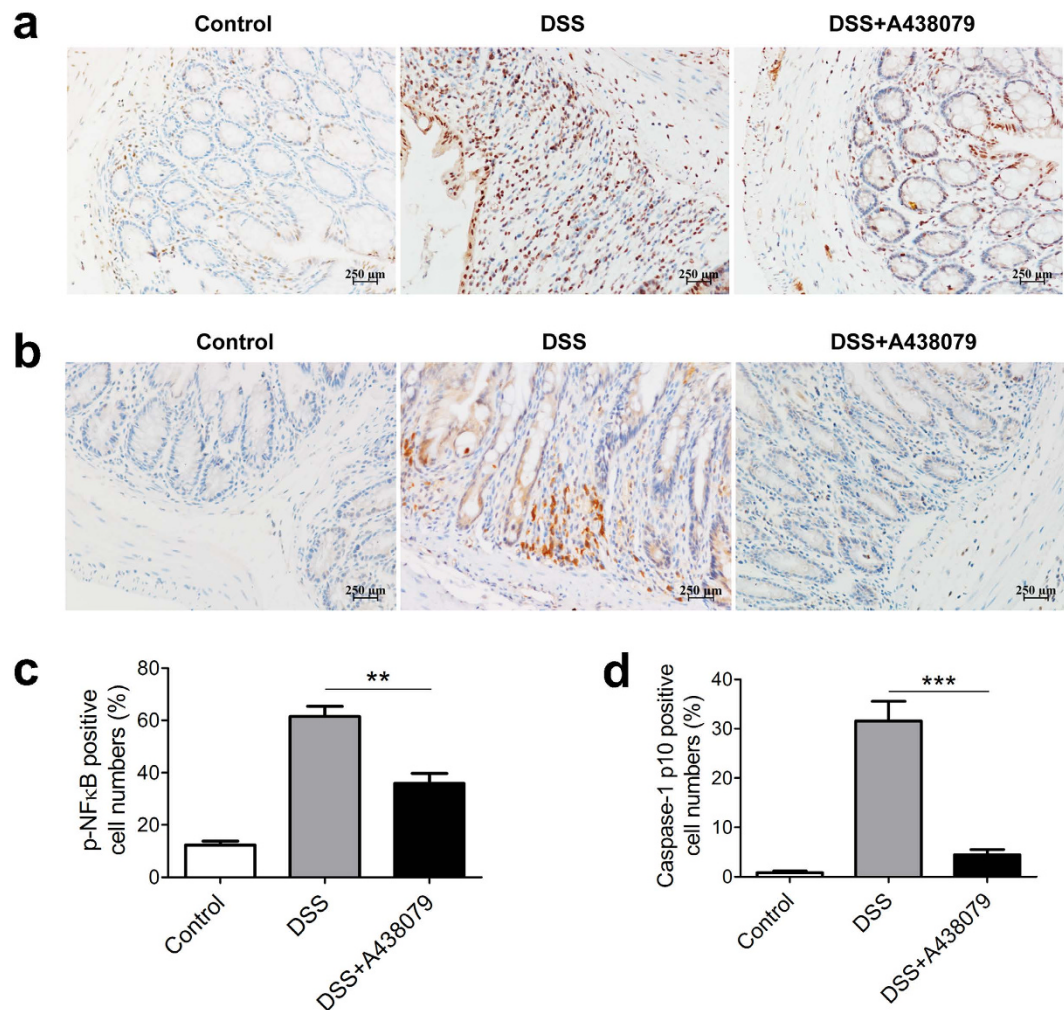 a
Control
DSS
DSS+A438079
250 µm
250 µm
250 µm
b
Control
DSS
DSS+A438079
250 µm
250 µm
250 µm
c
p-NFκB positive
cell numbers (%)
80
60
40
20
0
**
Control
DSS
DSS+A438079
d
Caspase-1 p10 positive
cell numbers (%)
40
30
20
10
0
***
Control
DSS
DSS+A438079